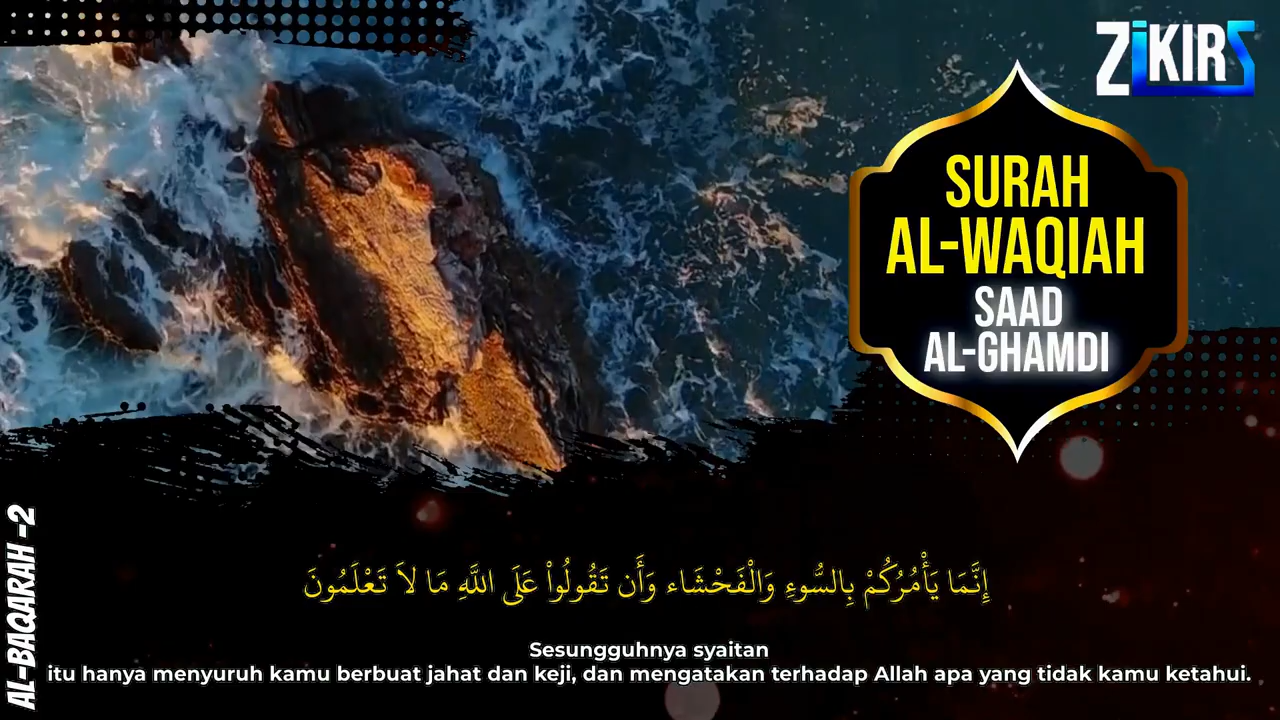 ZIKIRS
SURAH
AL-WAQIAH
SAAD
AL-GHAMDI
AL-BAQARAH -2
إِنَّمَا يَأْمُرُكُمْ بِالسُّوءِ وَالْفَحْشَاء وَأَن تَقُولُواْ عَلَى اللَّهِ مَا لاَ تَعْلَمُونَ
Sesungguhnya syaitan
itu hanya menyuruh kamu berbuat jahat dan keji, dan mengatakan terhadap Allah apa yang tidak kamu ketahui.